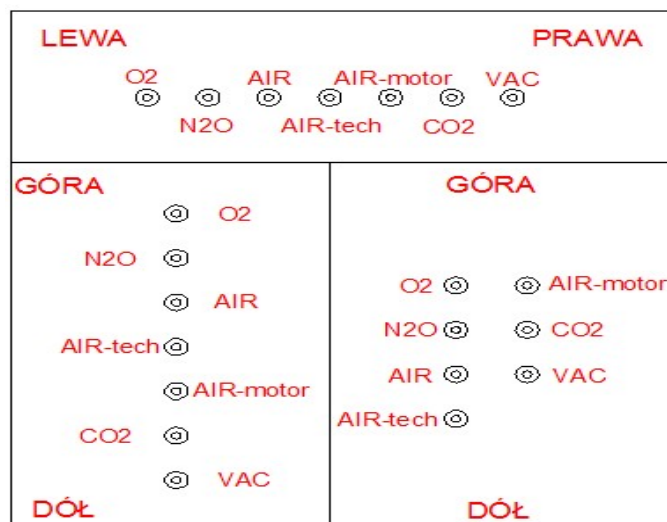 LEWA PRAWA
O2 AIR AIR-motor VAC
N2O AIR-tech CO2
GÓRA
O2
N2O
AIR
AIR-tech
AIR-motor
CO2
VAC
DÓŁ
GÓRA
O2 AIR-motor
N2O CO2
AIR VAC
AIR-tech
DÓŁ